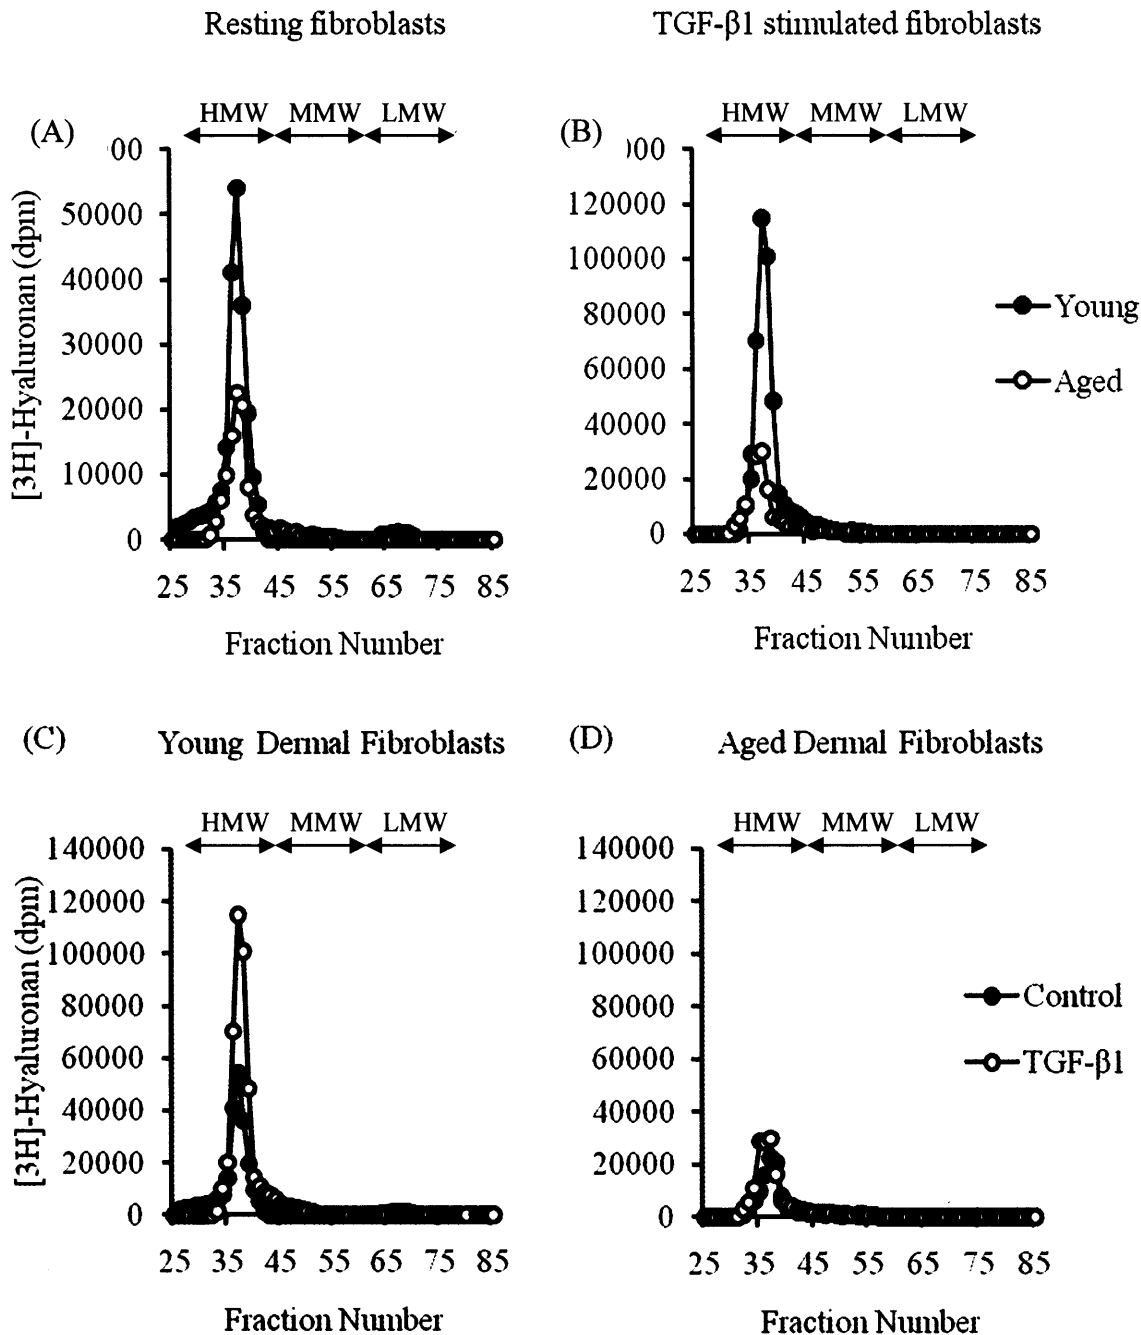 Resting fibroblasts
TGF-β1 stimulated fibroblasts
(A)
HMW MMW LMW
00
50000
40000
30000
20000
10000
0
[3H]-Hyaluronan (dpm)
25 35 45 55 65 75 85
Fraction Number
(B)
HMW MMW LMW
00
120000
100000
80000
60000
40000
20000
0
25 35 45 55 65 75 85
Fraction Number
Young
Aged
(C)
Young Dermal Fibroblasts
HMW MMW LMW
140000
120000
100000
80000
60000
40000
20000
0
[3H]-Hyaluronan (dpm)
25 35 45 55 65 75 85
Fraction Number
(D)
Aged Dermal Fibroblasts
HMW MMW LMW
140000
120000
100000
80000
60000
40000
20000
0
25 35 45 55 65 75 85
Fraction Number
Control
TGF-β1